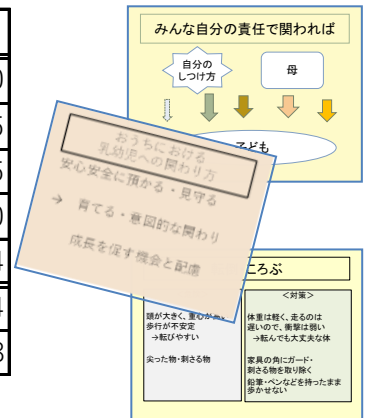 みんな自分の責任で関われば
自分の
しつけ方
母
子ども
おうちにおける
乳幼児への関わり方
安心安全に預かる・見守る
→ 育てる・意図的な関わり
成長を促す機会と配慮
ころぶ
頭が大きく、重心が
歩行が不安定
→転びやすい
尖った物・刺さる物
<対策>
体重は軽く、走るのは
遅いので、衝撃は弱い
→転んでも大丈夫な体
家具の角にガード・
刺さる物を取り除く
鉛筆・ペンなどを持ったまま
歩かせない